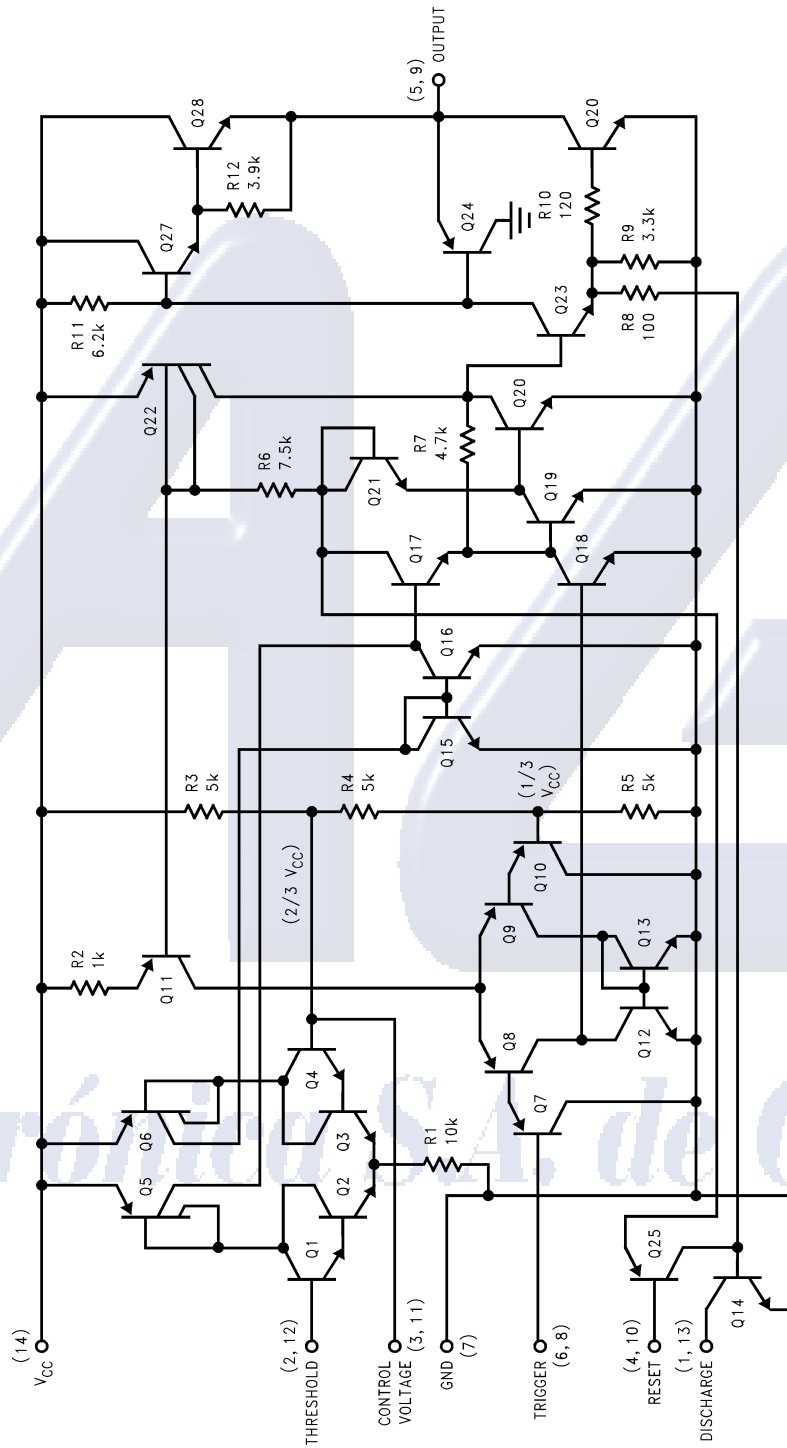 (14)
VCC
THRESHOLD
(2, 12)
CONTROL
VOLTAGE
(3, 11)
GND
(7)
TRIGGER
(6, 8)
(4, 10)
RESET
(1, 13)
DISCHARGE
Q5
Q6
Q1
Q2
Q3
Q4
R1
10k
Q7
Q8
Q25
Q14
R2
1k
Q11
Q9
Q10
Q12
Q13
(2/3 VCC)
R3
5k
R4
5k
(1/3
VCC)
R5
5k
Q15
Q16
Q17
Q18
Q19
Q20
Q21
R6
7.5k
R7
4.7k
Q22
R11
6.2k
Q27
Q28
R12
3.9k
Q24
Q23
R8
100
R9
3.3k
R10
120
Q20
(5, 9)
OUTPUT
rónica S.A. de C